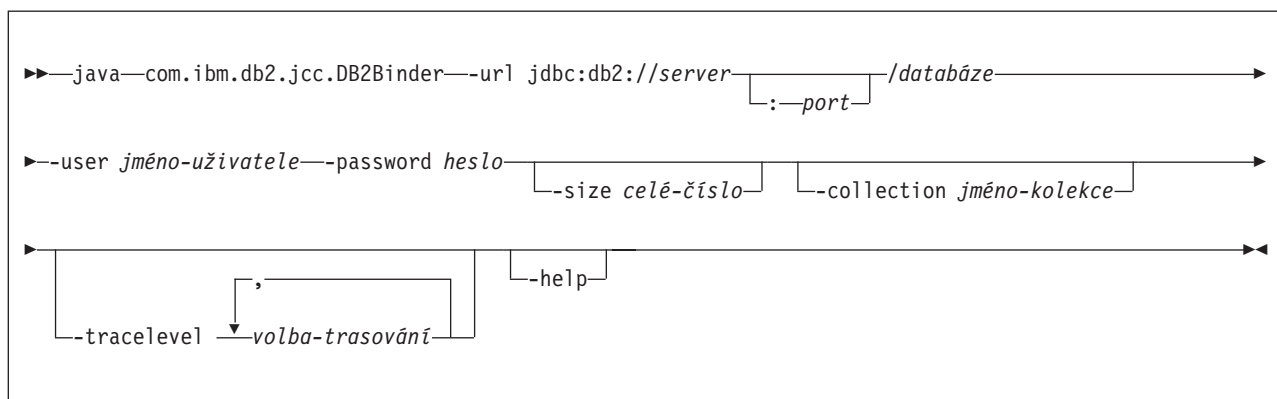 java com.ibm.db2.jcc.DB2Binder -url jdbc:db2://server /databáze
: port
-user jméno-uživatele -password heslo
-size celé-číslo -collection jméno-kolekce
-help
,
-tracelevel volba-trasování